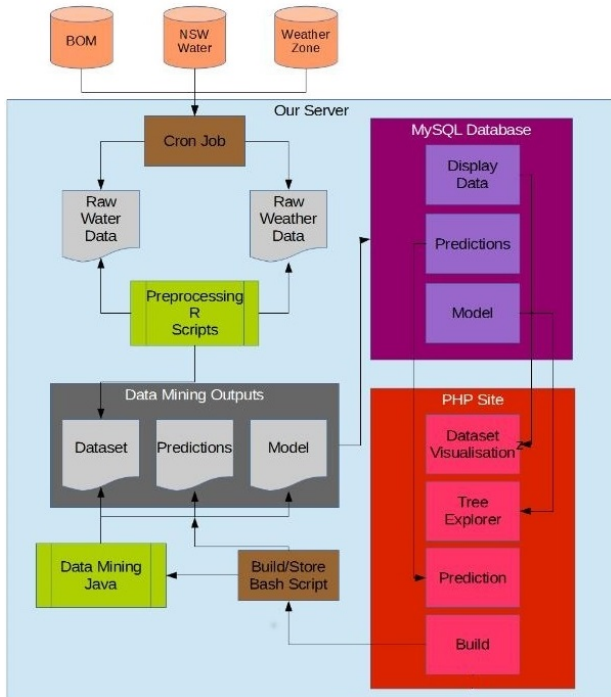 BOM
NSW
Water
Weather
Zone
Our Server
Cron Job
MySQL Database
Display
Data
Raw
Water
Data
Raw
Weather
Data
Predictions
Model
Preprocessing
R
Scripts
Data Mining Outputs
Dataset
Predictions
Model
PHP Site
Dataset
Visualisation
z
Tree
Explorer
Prediction
Build
Data Mining
Java
Build/Store
Bash Script